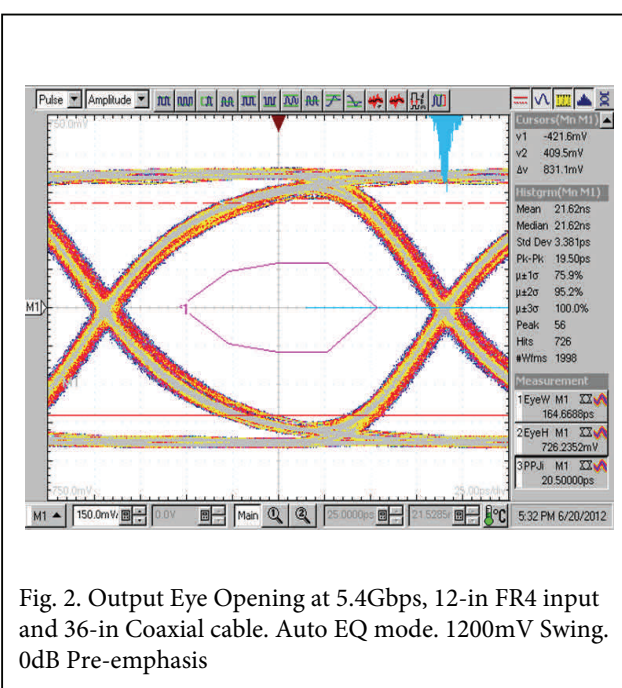 Pulse Amplitude
750.0mV
Cursors(Mn M1)
v1 -421.6mV
v2 409.5mV
Δv 831.1mV
Histgrm(Mn M1)
Mean 21.62ns
Median 21.62ns
Std Dev 3.381ps
Pk-Pk 19.50ps
µ±1σ 75.9%
µ±2σ 95.2%
µ±3σ 100.0%
Peak 56
Hits 726
#Wfms 1998
M1
1
M1
Measurement
1EyeW M1
164.6688ps
2EyeH M1
726.2352mV
3PPJi M1
20.50000ps
750.0mV
25.00ps/div
M1 150.0mV/ 0.0V Main 1 2 25.0000ps 21.5285r °C 5:32 PM 6/20/2012
Fig. 2. Output Eye Opening at 5.4Gbps, 12-in FR4 input
and 36-in Coaxial cable. Auto EQ mode. 1200mV Swing.
0dB Pre-emphasis